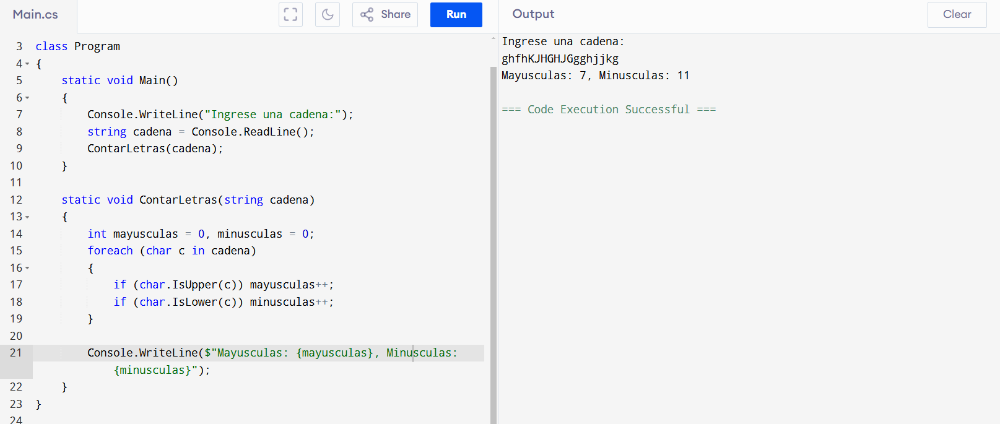 Main.cs
Share
Run
Output
Clear
3 class Program
4 {
5 static void Main()
6 {
7 Console.WriteLine("Ingrese una cadena:");
8 string cadena = Console.ReadLine();
9 ContarLetras(cadena);
10 }
11
12 static void ContarLetras(string cadena)
13 {
14 int mayusculas = 0, minusculas = 0;
15 foreach (char c in cadena)
16 {
17 if (char.IsUpper(c)) mayusculas++;
18 if (char.IsLower(c)) minusculas++;
19 }
20
21 Console.WriteLine($"Mayusculas: {mayusculas}, Minusculas:
{minusculas}");
22 }
23 }
24
Ingrese una cadena:
ghfhKJHGHJGgghjjkg
Mayusculas: 7, Minusculas: 11
=== Code Execution Successful ===